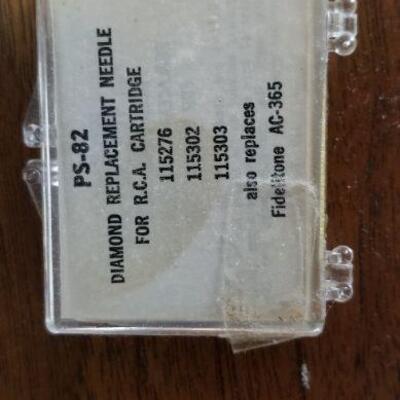 PS-82
DIAMOND REPLACEMENT NEEDLE
FOR R.C.A. CARTRIDGE
115276
115302
115303
also replaces
Fidelitone AC-365